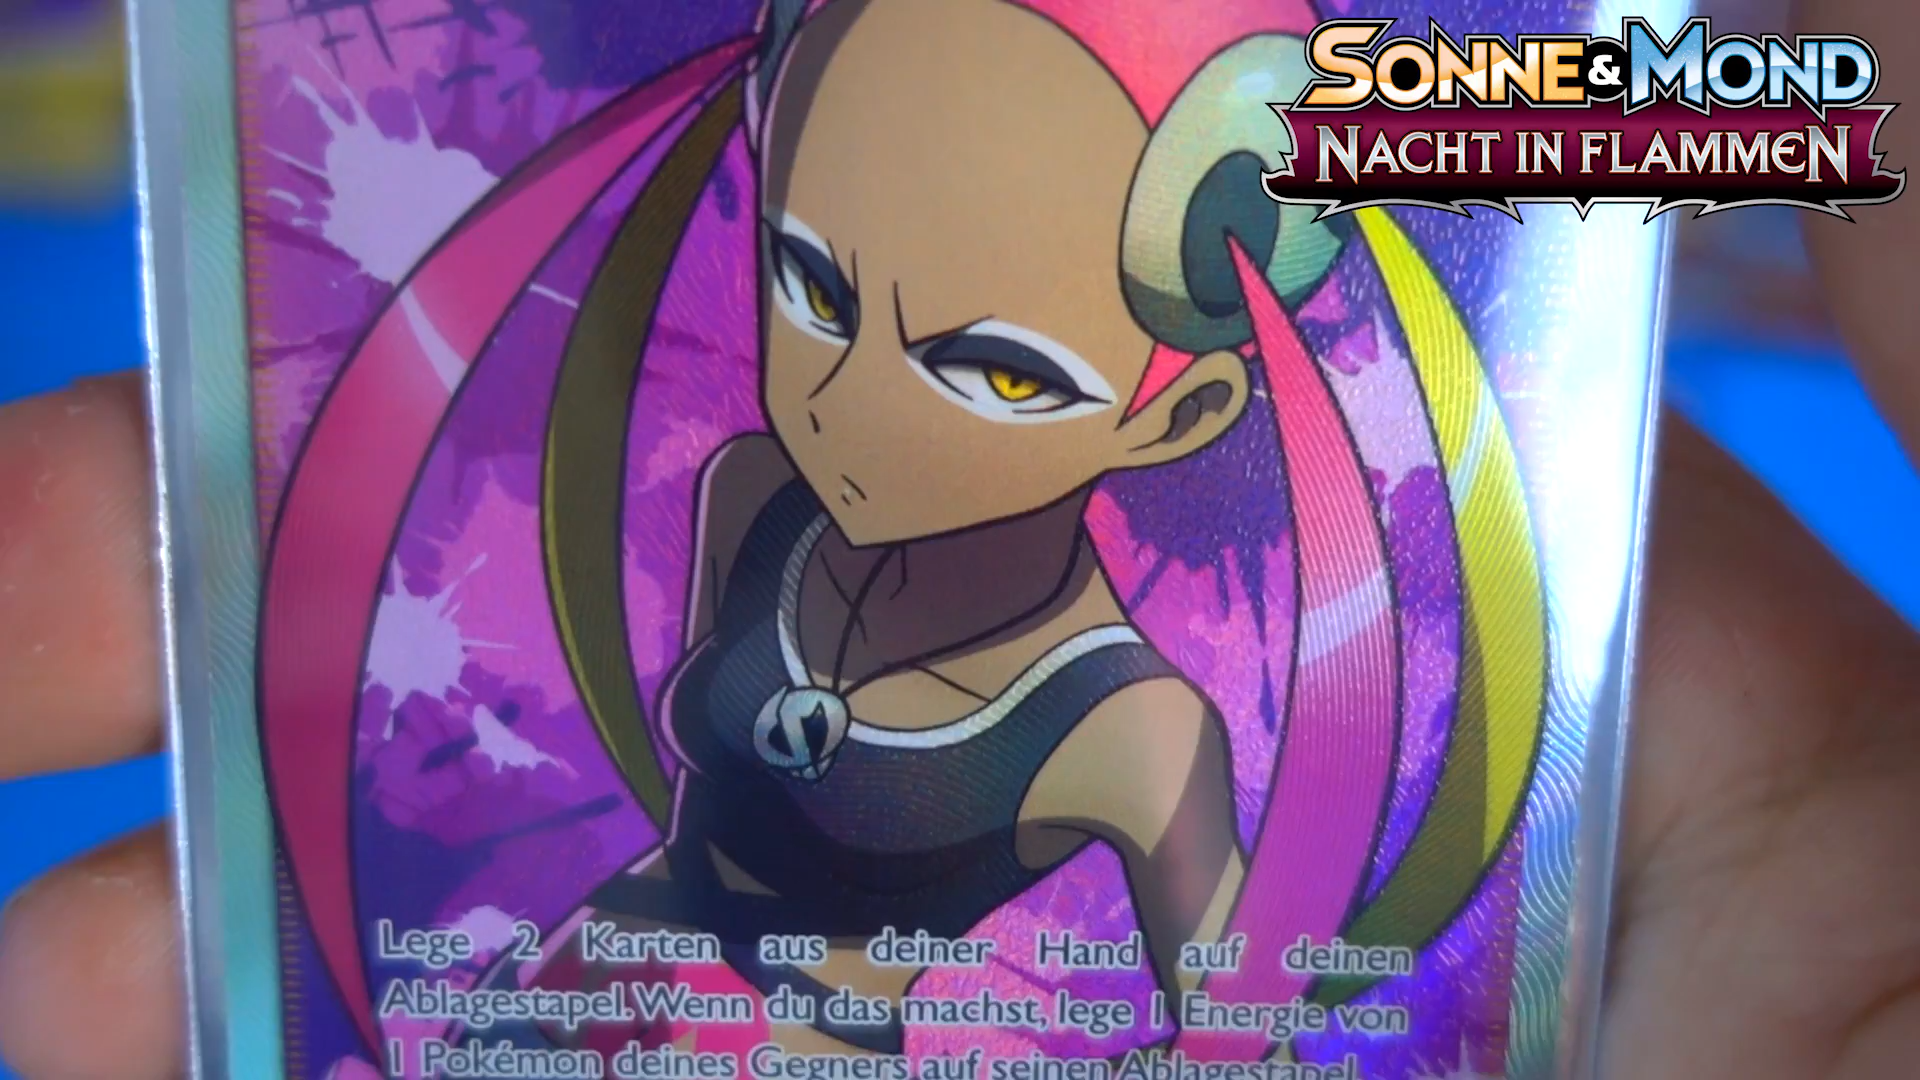 SONNE & MOND
NACHT IN FLAMMEN
Lege 2 Karten aus deiner Hand auf deinen
Ablagestapel. Wenn du das machst, lege 1 Energie von
1 Pokémon deines Gegners auf seinen Ablagestapel.